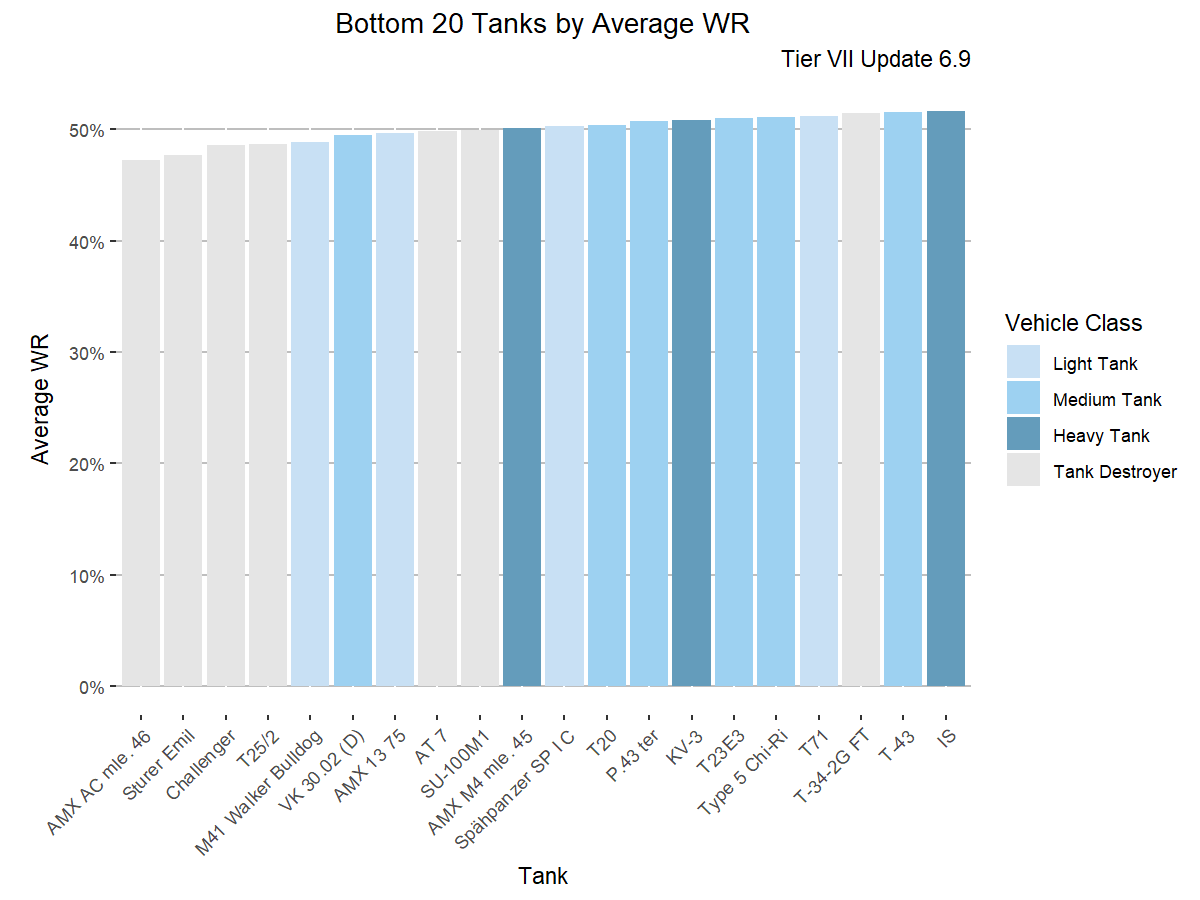 Bottom 20 Tanks by Average WR
Tier VII Update 6.9
Average WR
50%
40%
30%
20%
10%
0%
AMX AC mle. 46
Sturer Emil
Challenger
T25/2
M41 Walker Bulldog
VK 30.02 (D)
AMX 13 75
AT 7
SU-100M1
AMX M4 mle. 45
Spähpanzer SP I C
T20
P.43 ter
KV-3
T23E3
Type 5 Chi-Ri
T71
T-34-2G FT
T-43
IS
Tank
Vehicle Class
Light Tank
Medium Tank
Heavy Tank
Tank Destroyer